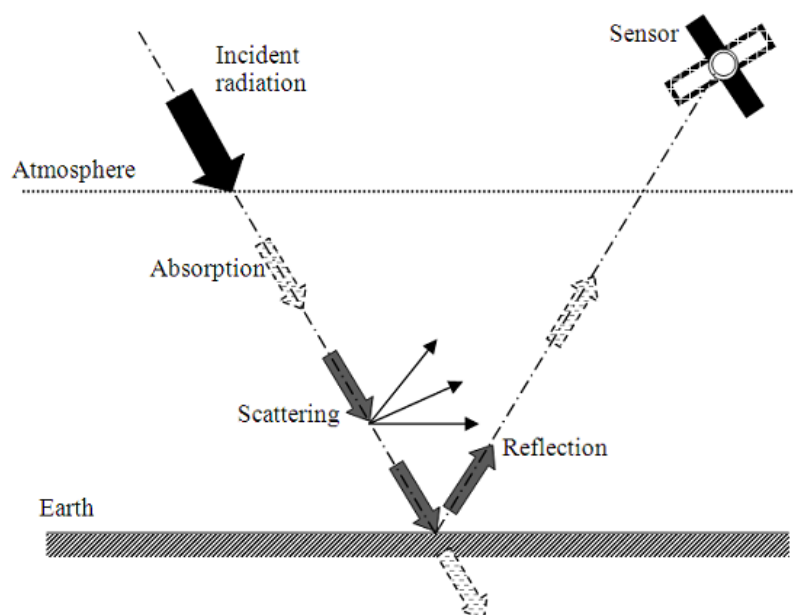 Sensor
Incident
radiation
Atmosphere
Absorption
Scattering
Reflection
Earth